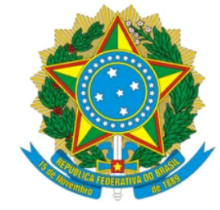 REPÚBLICA FEDERATIVA DO BRASIL
15 de Novembro
de 1889